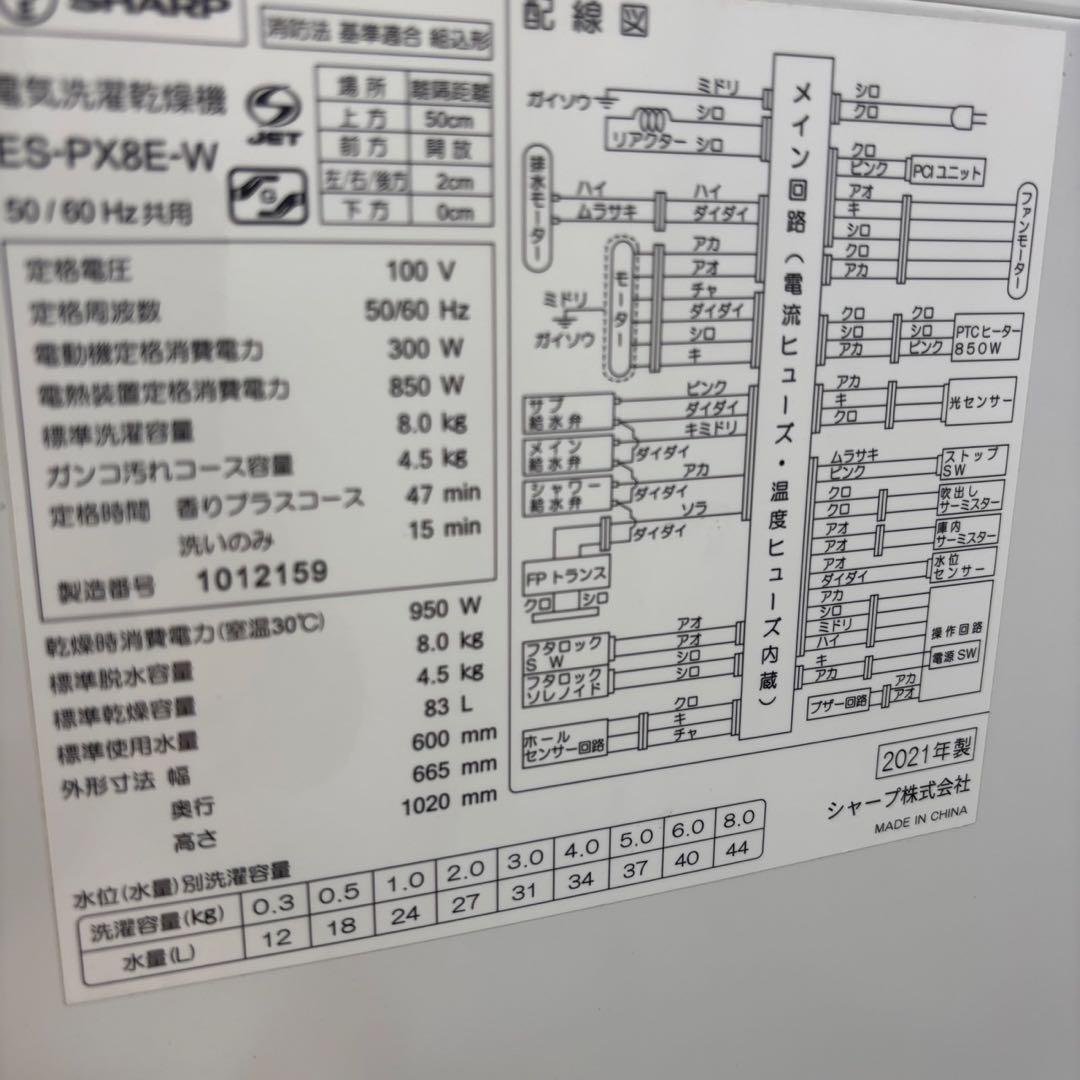 SHARP
消防法 基準適合 組込形
電気洗濯乾燥機
JET
ES-PX8E-W
50/60 Hz共用
場所 離隔距離
上方 50cm
前方 開放
左/右/後方 2cm
下方 0cm
定格電圧 100 V
定格周波数 50/60 Hz
電動機定格消費電力 300 W
電熱装置定格消費電力 850 W
標準洗濯容量 8.0 kg
ガンコ汚れコース容量 4.5 kg
定格時間 香りプラスコース 47 min
洗いのみ 15 min
製造番号 1012159
乾燥時消費電力(室温30℃) 950 W
標準脱水容量 8.0 kg
標準乾燥容量 4.5 kg
標準使用水量 83 L
外形寸法 幅 600 mm
奥行 665 mm
高さ 1020 mm
水位(水量)別洗濯容量
洗濯容量(kg) 0.3 0.5 1.0 2.0 3.0 4.0 5.0 6.0 8.0
水量(L) 12 18 24 27 31 34 37 40 44
配線図
ガイソウ ミドリ
シロ
リアクター シロ
排水モーター
ハイ ハイ
ムラサキ ダイダイ
モーター
アカ
アオ
チャ
ダイダイ
シロ
キ
ミドリ
ガイソウ
サブ給水弁
ピンク
ダイダイ
キミドリ
メイン給水弁
ダイダイ
アカ
シャワー給水弁
ダイダイ
ソラ
ダイダイ
FPトランス
クロ シロ
フタロックSW
アオ
アオ
フタロックソレノイド
シロ
シロ
ホールセンサー回路
クロ
キ
チャ
メイン回路(電流ヒューズ・温度ヒューズ内蔵)
シロ
クロ
クロ
ピンク
PCIユニット
アオ
キ
シロ
クロ
アカ
ファンモーター
クロ クロ
シロ シロ
アカ ピンク
PTCヒーター
850W
アカ
キ
クロ
光センサー
ムラサキ
ピンク
ストップSW
クロ
クロ
吹出しサーミスター
アオ
アオ
庫内サーミスター
アオ
ダイダイ
水位センサー
アカ
シロ
ミドリ
ハイ
操作回路
キ
アカ
電源SW
ブザー回路
アカ
アオ
2021年製
シャープ株式会社
MADE IN CHINA